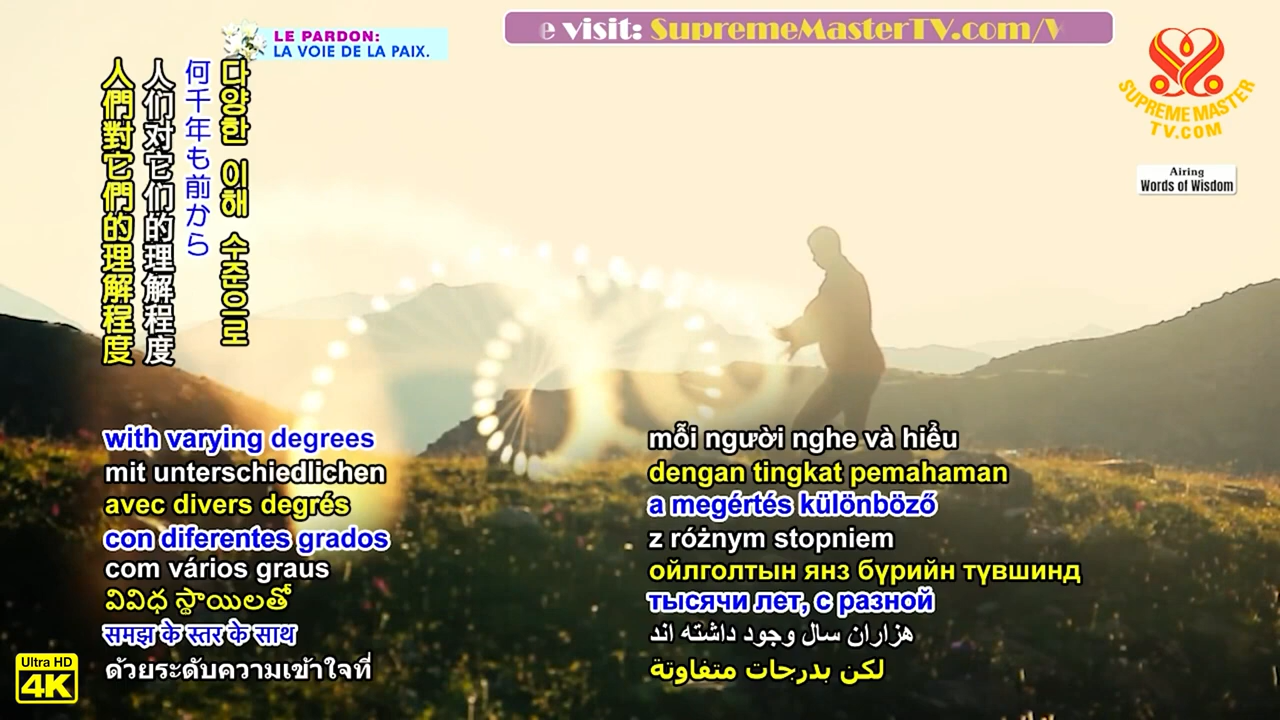 LE PARDON:
LA VOIE DE LA PAIX.
e visit: SupremeMasterTV.com/V
SUPREME MASTER
TV.COM
Airing
Words of Wisdom
人們對它們的理解程度
人们对它们的理解程度
何千年も前から
다양한 이해 수준으로
with varying degrees
mit unterschiedlichen
avec divers degrés
con diferentes grados
com vários graus
వివిధ స్థాయిలతో
समझ के स्तर के साथ
ด้วยระดับความเข้าใจที่
mỗi người nghe và hiểu
dengan tingkat pemahaman
a megértés különböző
z różnym stopniem
ойлголтын янз бүрийн түвшинд
тысячи лет, с разной
هزاران سال وجود داشته اند
لكن بدرجات متفاوتة
Ultra HD
4K